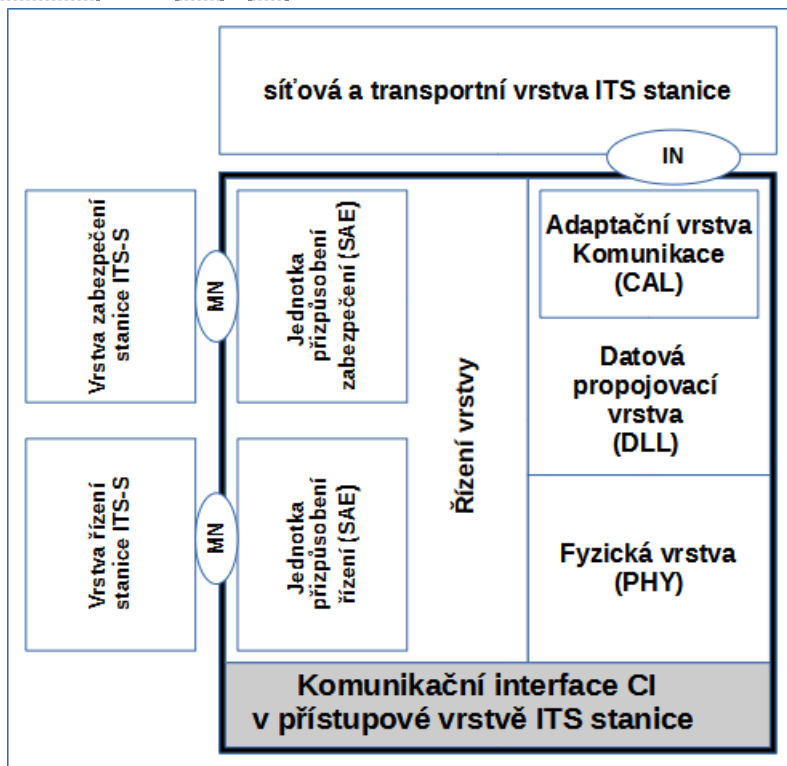 síťová a transportní vrstva ITS stanice
IN
Vrstva zabezpečení
stanice ITS-S
MN
Jednotka
přizpůsobení
zabezpečení (SAE)
Řízení vrstvy
Adaptační vrstva
Komunikace
(CAL)
Datová
propojovací
vrstva
(DLL)
Vrstva řízení
stanice ITS-S
MN
Jednotka
přizpůsobení
řízení (SAE)
Fyzická vrstva
(PHY)
Komunikační interface CI
v přístupové vrstvě ITS stanice